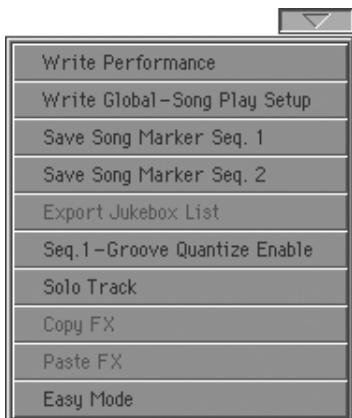 Write Performance
Write Global-Song Play Setup
Save Song Marker Seq. 1
Save Song Marker Seq. 2
Export Jukebox List
Seq.1-Groove Quantize Enable
Solo Track
Copy FX
Paste FX
Easy Mode